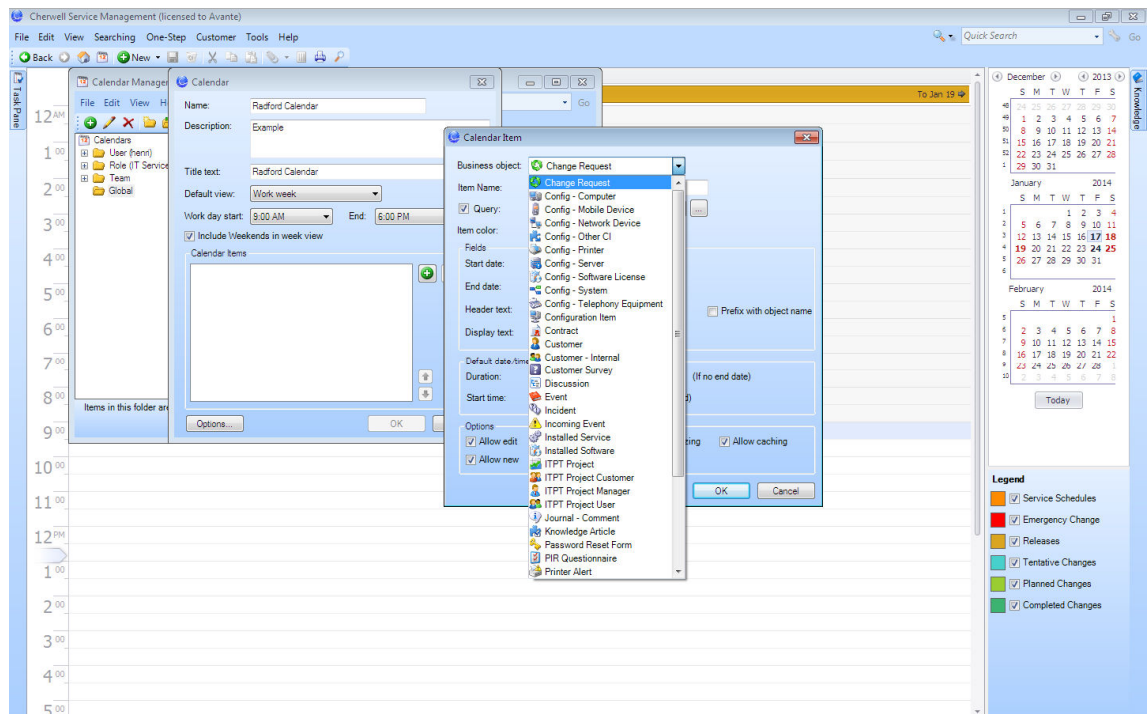 Cherwell Service Management (licensed to Avante)
File Edit View Searching One-Step Customer Tools Help
Quick Search Go
Back New
Task Pane
Knowledge
To Jan 19
12 AM
1 00
2 00
3 00
4 00
5 00
6 00
7 00
8 00
9 00
10 00
11 00
12 PM
1 00
2 00
3 00
4 00
5 00
Calendar Manager
File Edit View
Go
Calendars
User (henn)
Role (IT Service
Team
Global
Items in this folder are
Calendar
Name: Radford Calendar
Description: Example
Title text: Radford Calendar
Default view: Work week
Work day start: 9:00 AM End: 6:00 PM
Include Weekends in week view
Calendar Items
Options... OK
Calendar Item
Business object: Change Request
Item Name:
Query: ...
Item color:
Fields
Start date:
End date:
Header text: Prefix with object name
Display text:
Default date/time
Duration: (If no end date)
Start time:
Options
Allow edit Allow caching
Allow new
OK Cancel
Change Request
Config - Computer
Config - Mobile Device
Config - Network Device
Config - Other CI
Config - Printer
Config - Server
Config - Software License
Config - System
Config - Telephony Equipment
Configuration Item
Contract
Customer
Customer - Internal
Customer Survey
Discussion
Event
Incident
Incoming Event
Installed Service
Installed Software
ITPT Project
ITPT Project Customer
ITPT Project Manager
ITPT Project User
Journal - Comment
Knowledge Article
Password Reset Form
PIR Questionnaire
Printer Alert
December 2013
S M T W T F S
48 24 25 26 27 28 29 30
49 1 2 3 4 5 6 7
50 8 9 10 11 12 13 14
51 15 16 17 18 19 20 21
52 22 23 24 25 26 27 28
1 29 30 31
January 2014
S M T W T F S
1 1 2 3 4
2 5 6 7 8 9 10 11
3 12 13 14 15 16 17 18
4 19 20 21 22 23 24 25
5 26 27 28 29 30 31
6
February 2014
S M T W T F S
5 1
6 2 3 4 5 6 7 8
7 9 10 11 12 13 14 15
8 16 17 18 19 20 21 22
9 23 24 25 26 27 28 1
10 2 3 4 5 6 7 8
Today
Legend
Service Schedules
Emergency Change
Releases
Tentative Changes
Planned Changes
Completed Changes